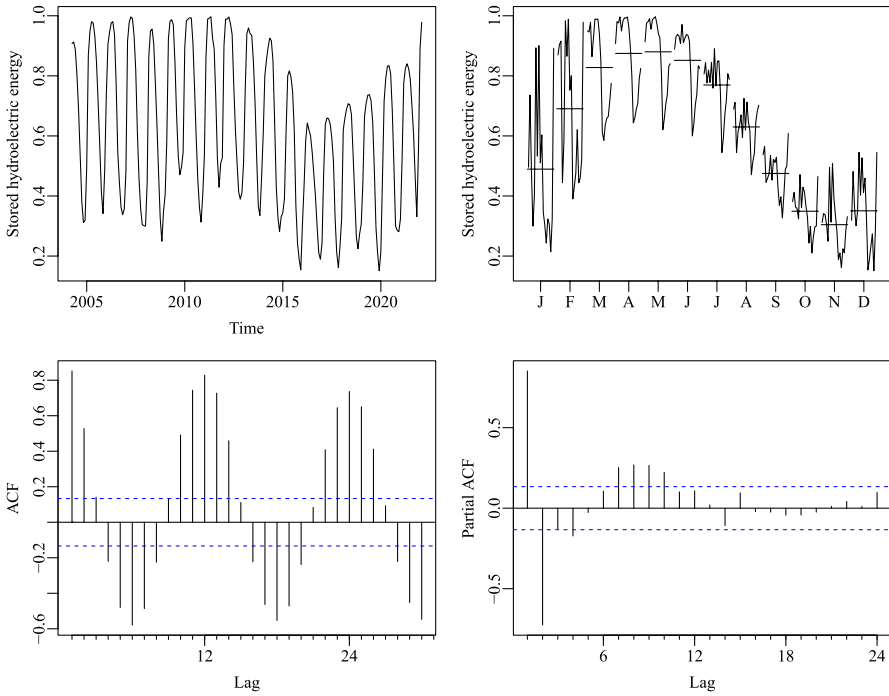 Stored hydroelectric energy
1.0
0.8
0.6
0.4
0.2
2005 2010 2015 2020
Time
Stored hydroelectric energy
1.0
0.8
0.6
0.4
0.2
J F M A M J J A S O N D
ACF
0.8
0.4
0.2
−0.2
−0.6
12 24
Lag
Partial ACF
0.5
0.0
−0.5
6 12 18 24
Lag